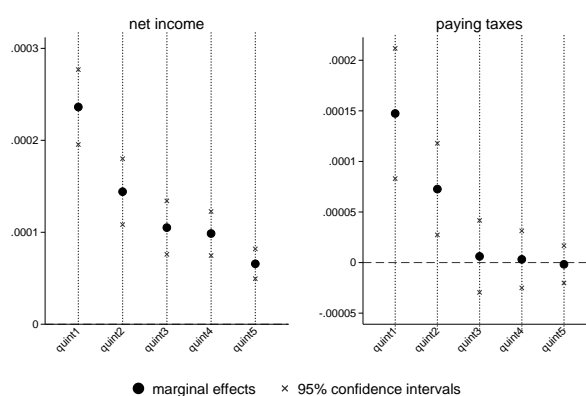 net income
.0003
.0002
.0001
0
quint1
quint2
quint3
quint4
quint5
paying taxes
.0002
.00015
.0001
.00005
0
-.00005
quint1
quint2
quint3
quint4
quint5
marginal effects
95% confidence intervals